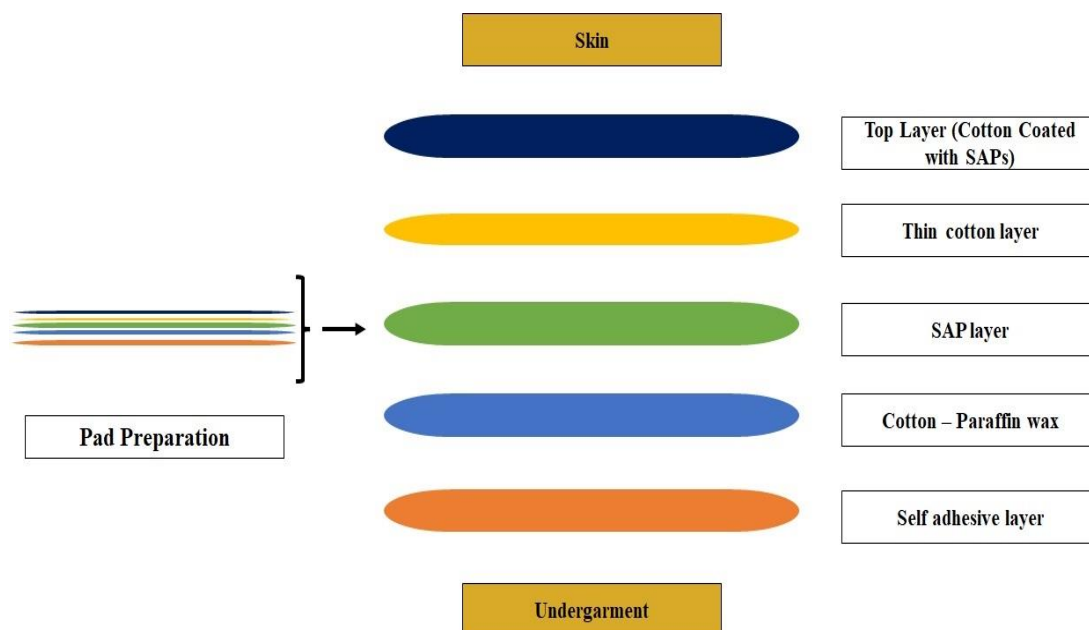 Skin
Top Layer (Cotton Coated
with SAPs)
Thin cotton layer
SAP layer
Pad Preparation
Cotton – Paraffin wax
Self adhesive layer
Undergarment